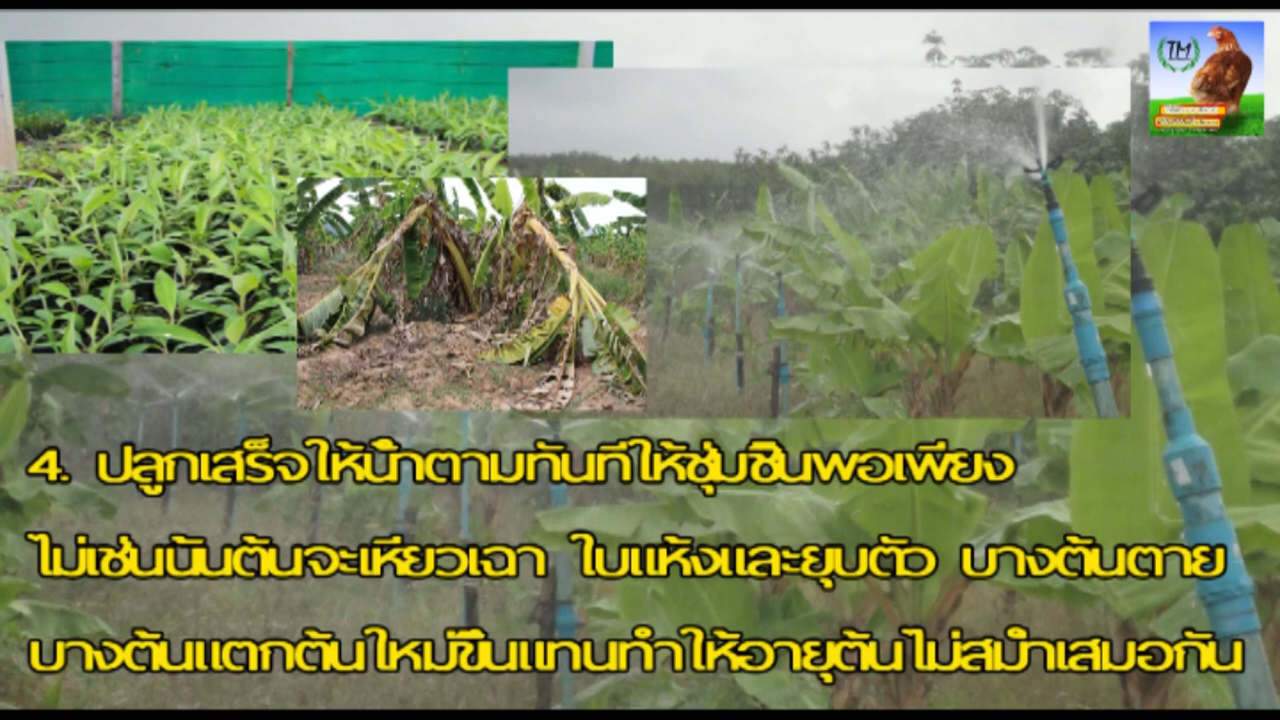 TM
4. ปลูกเสร็จให้น้ำตามทันทีให้ชุ่มชื้นพอเพียง
ไม่เช่นนั้นต้นจะเหี่ยวเฉา ใบแห้งและยุบตัว บางต้นตาย
บางต้นแตกต้นใหม่ขึ้นแทนทำให้อายุต้นไม่สม่ำเสมอกัน